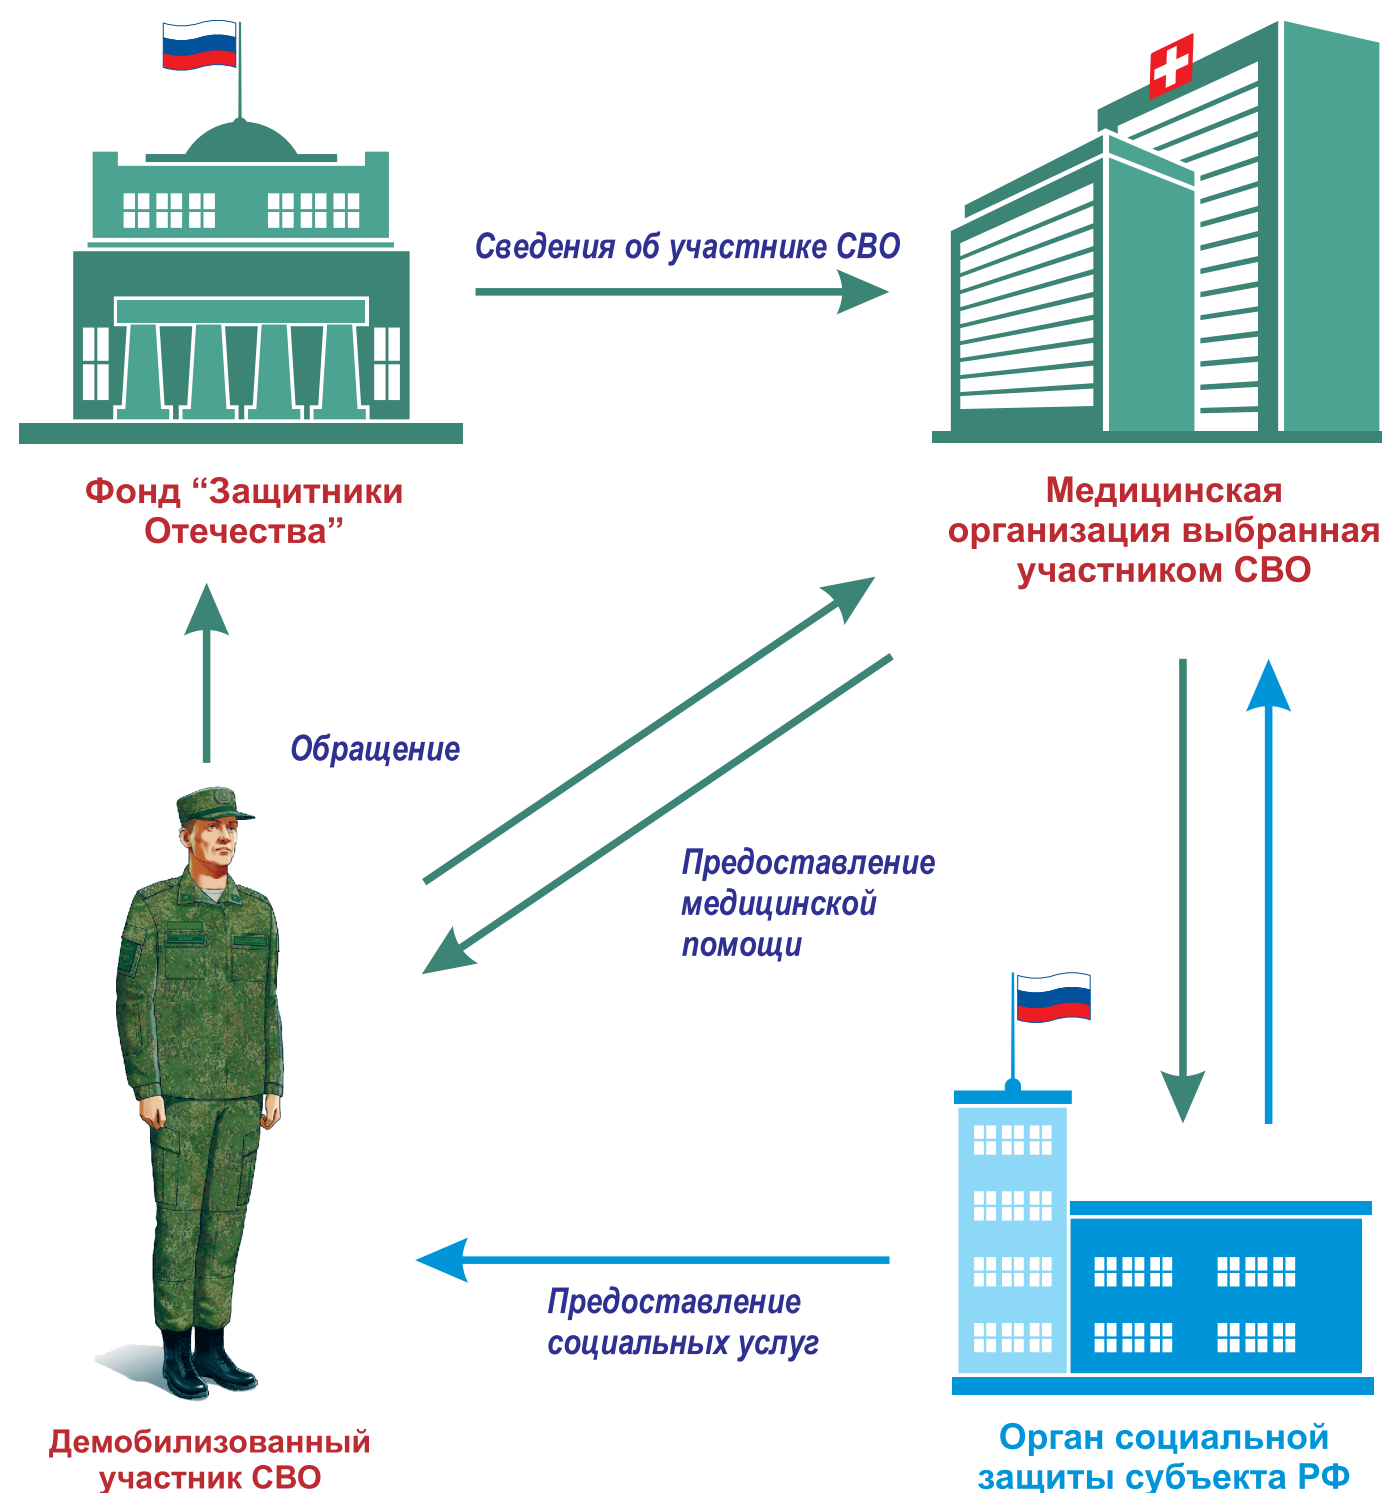 Сведения об участнике СВО
Фонд “Защитники
Отечества”
Медицинская
организация выбранная
участником СВО
Обращение
Предоставление
медицинской
помощи
Предоставление
социальных услуг
Демобилизованный
участник СВО
Орган социальной
защиты субъекта РФ